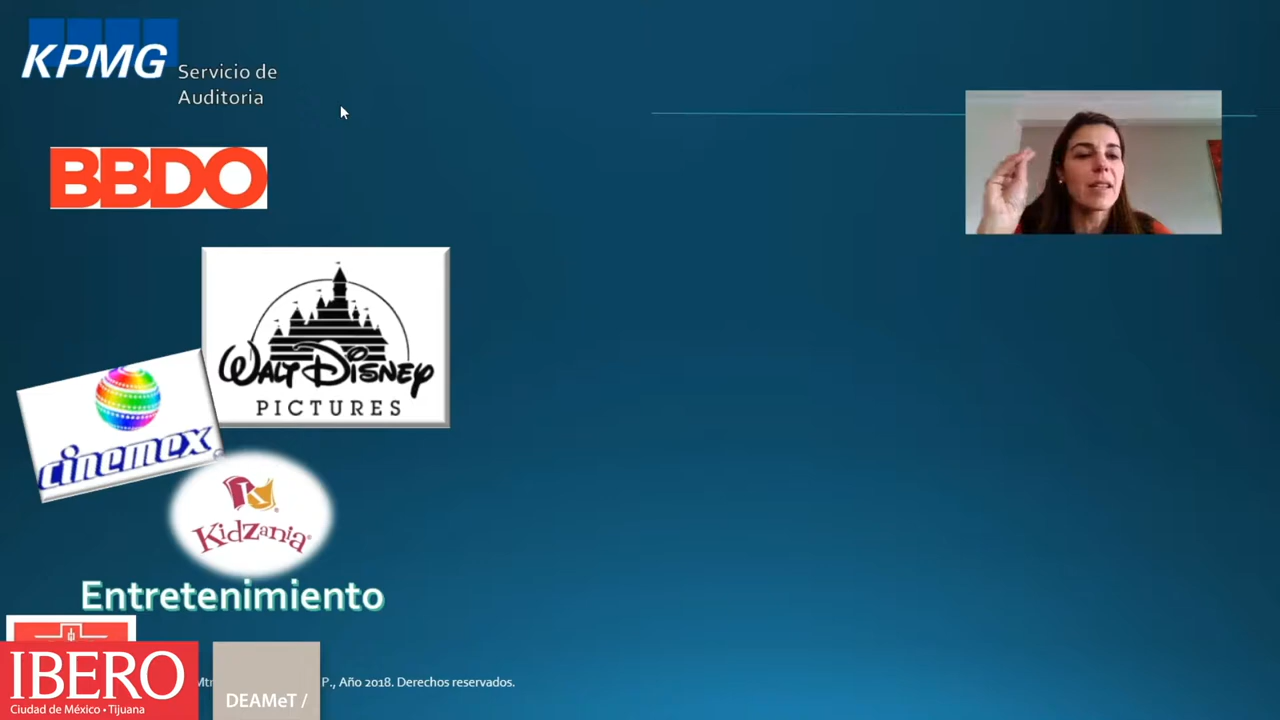 KPMG
Servicio de
Auditoria
BBDO
WALT DISNEY
PICTURES
cinemex
K
KidZania
Entretenimiento
IBERO
Ciudad de México • Tijuana
DEAMeT /
P., Año 2018. Derechos reservados.